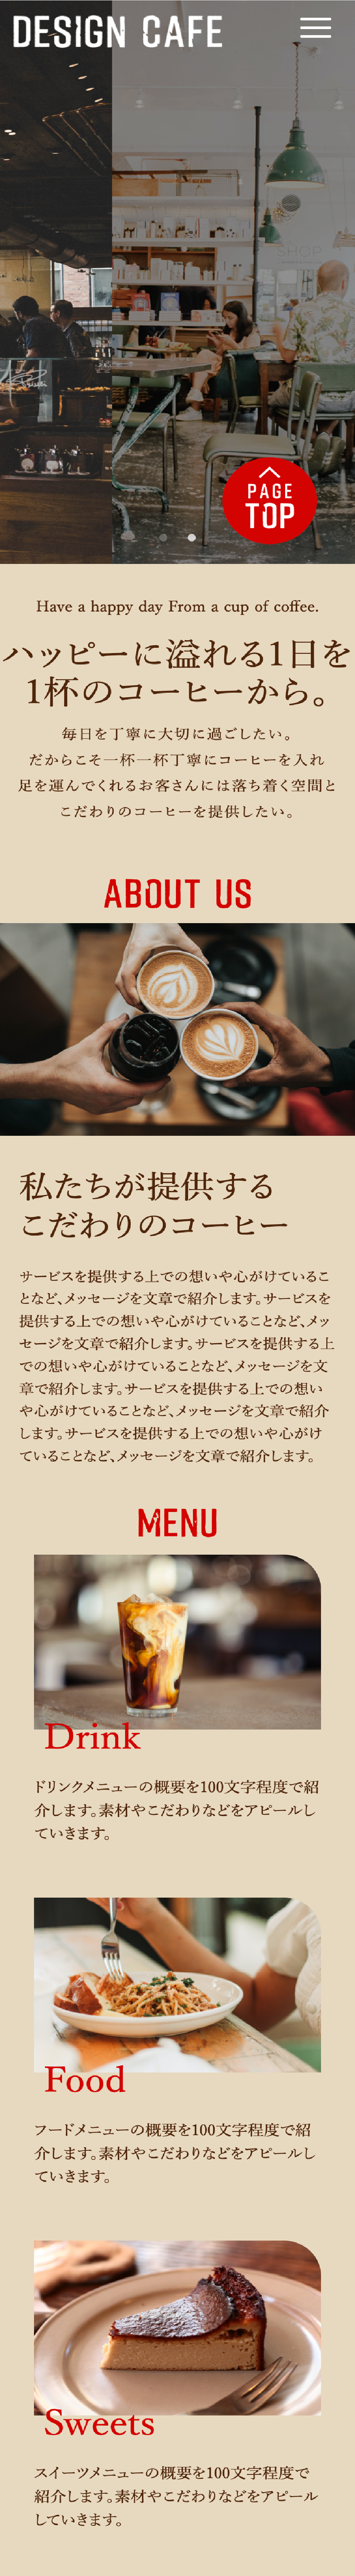 DESIGN CAFE
SHOP
PAGE
TOP
Have a happy day From a cup of coffee.
ハッピーに溢れる1日を
1杯のコーヒーから。
毎日を丁寧に大切に過ごしたい。
だからこそ一杯一杯丁寧にコーヒーを入れ
足を運んでくれるお客さんには落ち着く空間と
こだわりのコーヒーを提供したい。
ABOUT US
私たちが提供する
こだわりのコーヒー
サービスを提供する上での想いや心がけているこ
となど、メッセージを文章で紹介します。サービスを
提供する上での想いや心がけていることなど、メッ
セージを文章で紹介します。サービスを提供する上
での想いや心がけていることなど、メッセージを文
章で紹介します。サービスを提供する上での想い
や心がけていることなど、メッセージを文章で紹介
します。サービスを提供する上での想いや心がけ
ていることなど、メッセージを文章で紹介します。
MENU
Drink
ドリンクメニューの概要を100文字程度で紹
介します。素材やこだわりなどをアピールし
ていきます。
Food
フードメニューの概要を100文字程度で紹
介します。素材やこだわりなどをアピールし
ていきます。
Sweets
スイーツメニューの概要を100文字程度で
紹介します。素材やこだわりなどをアピール
していきます。